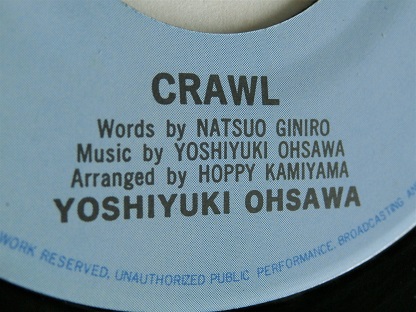 CRAWL
Words by NATSUO GINIRO
Music by YOSHIYUKI OHSAWA
Arranged by HOPPY KAMIYAMA
YOSHIYUKI OHSAWA
WORK RESERVED. UNAUTHORIZED PUBLIC PERFORMANCE. BROADCASTING